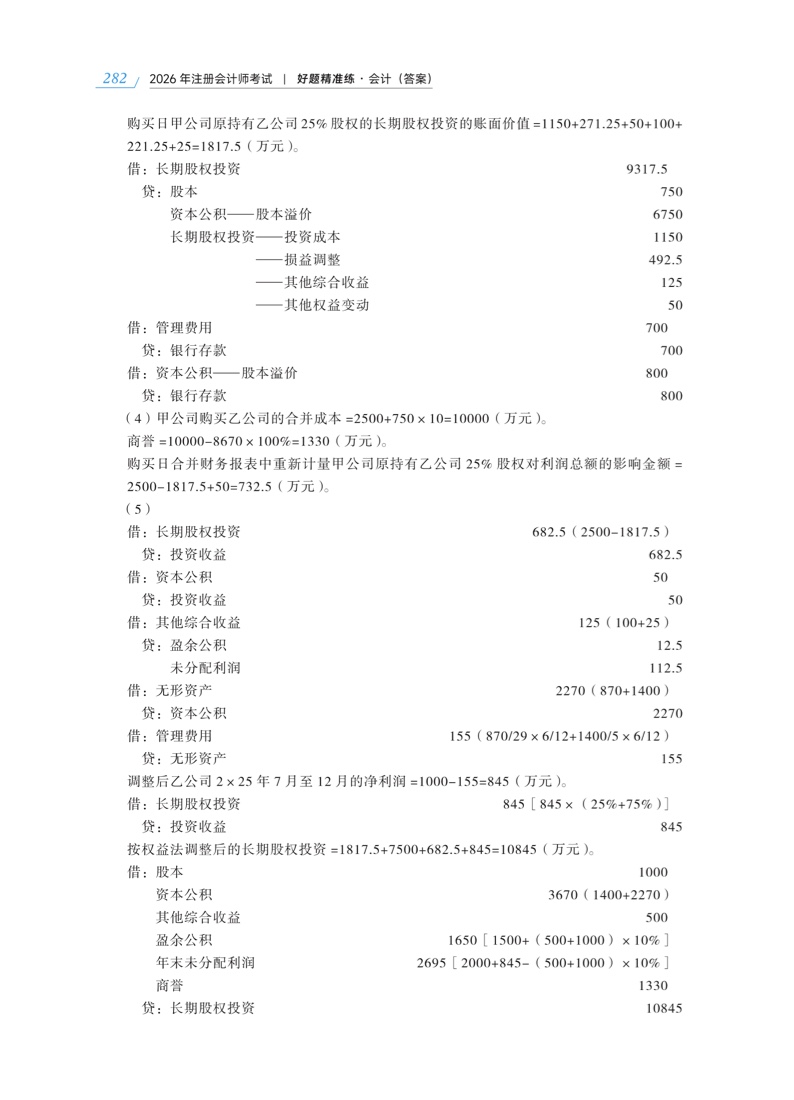 282 2026 年注册会计师考试 | 好题精准练 · 会计（答案）
购买日甲公司原持有乙公司 25% 股权的长期股权投资的账面价值 =1150+271.25+50+100+
221.25+25=1817.5（万元）。
借：长期股权投资 9317.5
贷：股本 750
资本公积——股本溢价 6750
长期股权投资——投资成本 1150
——损益调整 492.5
——其他综合收益 125
——其他权益变动 50
借：管理费用 700
贷：银行存款 700
借：资本公积——股本溢价 800
贷：银行存款 800
（4）甲公司购买乙公司的合并成本 =2500+750×10=10000（万元）。
商誉 =10000-8670×100%=1330（万元）。
购买日合并财务报表中重新计量甲公司原持有乙公司 25% 股权对利润总额的影响金额 =
2500-1817.5+50=732.5（万元）。
（5）
借：长期股权投资 682.5（2500-1817.5）
贷：投资收益 682.5
借：资本公积 50
贷：投资收益 50
借：其他综合收益 125（100+25）
贷：盈余公积 12.5
未分配利润 112.5
借：无形资产 2270（870+1400）
贷：资本公积 2270
借：管理费用 155（870/29×6/12+1400/5×6/12）
贷：无形资产 155
调整后乙公司 2×25 年 7 月至 12 月的净利润 =1000-155=845（万元）。
借：长期股权投资 845［845×（25%+75%）］
贷：投资收益 845
按权益法调整后的长期股权投资 =1817.5+7500+682.5+845=10845（万元）。
借：股本 1000
资本公积 3670（1400+2270）
其他综合收益 500
盈余公积 1650［1500+（500+1000）×10%］
年末未分配利润 2695［2000+845-（500+1000）×10%］
商誉 1330
贷：长期股权投资 10845